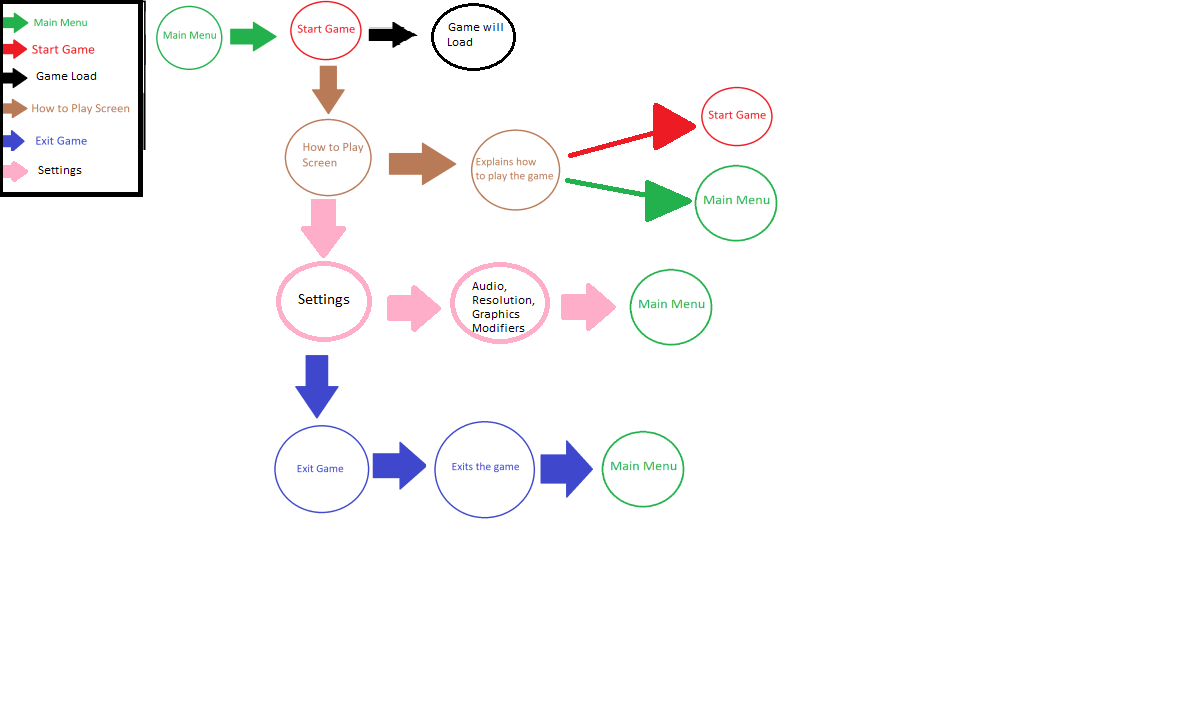 Main Menu
Start Game
Game Load
How to Play Screen
Exit Game
Settings
Main Menu
Start Game
Game will
Load
How to Play
Screen
Explains how
to play the game
Start Game
Main Menu
Settings
Audio,
Resolution,
Graphics
Modifiers
Main Menu
Exit Game
Exits the game
Main Menu